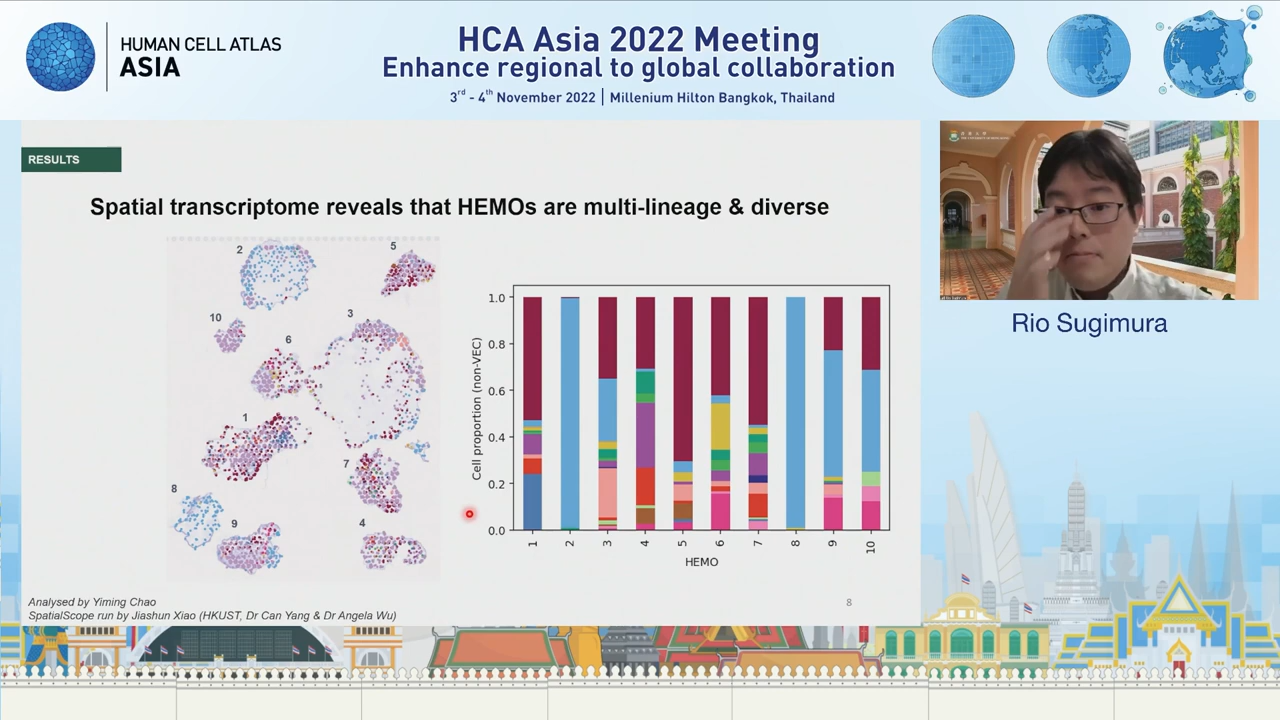 HUMAN CELL ATLAS
ASIA
HCA Asia 2022 Meeting
Enhance regional to global collaboration
3rd - 4th November 2022 | Millenium Hilton Bangkok, Thailand
RESULTS
Spatial transcriptome reveals that HEMOs are multi-lineage & diverse
2
5
10
3
6
1
7
8
9
4
Cell proportion (non-VEC)
1.0
0.8
0.6
0.4
0.2
0.0
1 2 3 4 5 6 7 8 9 10
HEMO
Analysed by Yiming Chao
SpatialScope run by Jiashun Xiao (HKUST, Dr Can Yang & Dr Angela Wu)
8
Rio Sugimura